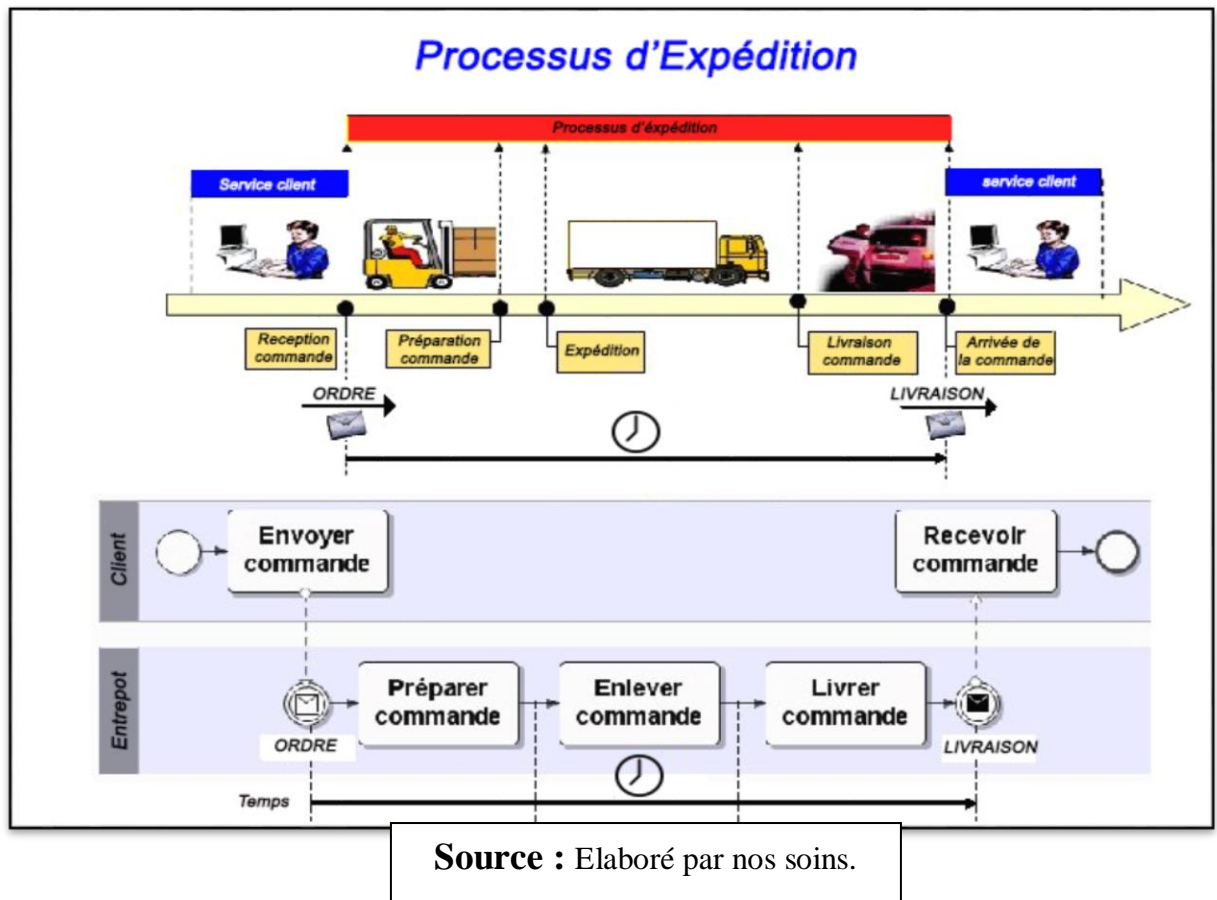 Processus d'Expédition
Processus d'éxpédition
Service client
service client
Reception
commande
Préparation
commande
Expédition
Livraison
commande
Arrivée de
la commande
ORDRE
LIVRAISON
Client
Envoyer
commande
Recevoir
commande
Entrepot
Préparer
commande
Enlever
commande
Livrer
commande
ORDRE
LIVRAISON
Temps
Source : Elaboré par nos soins.